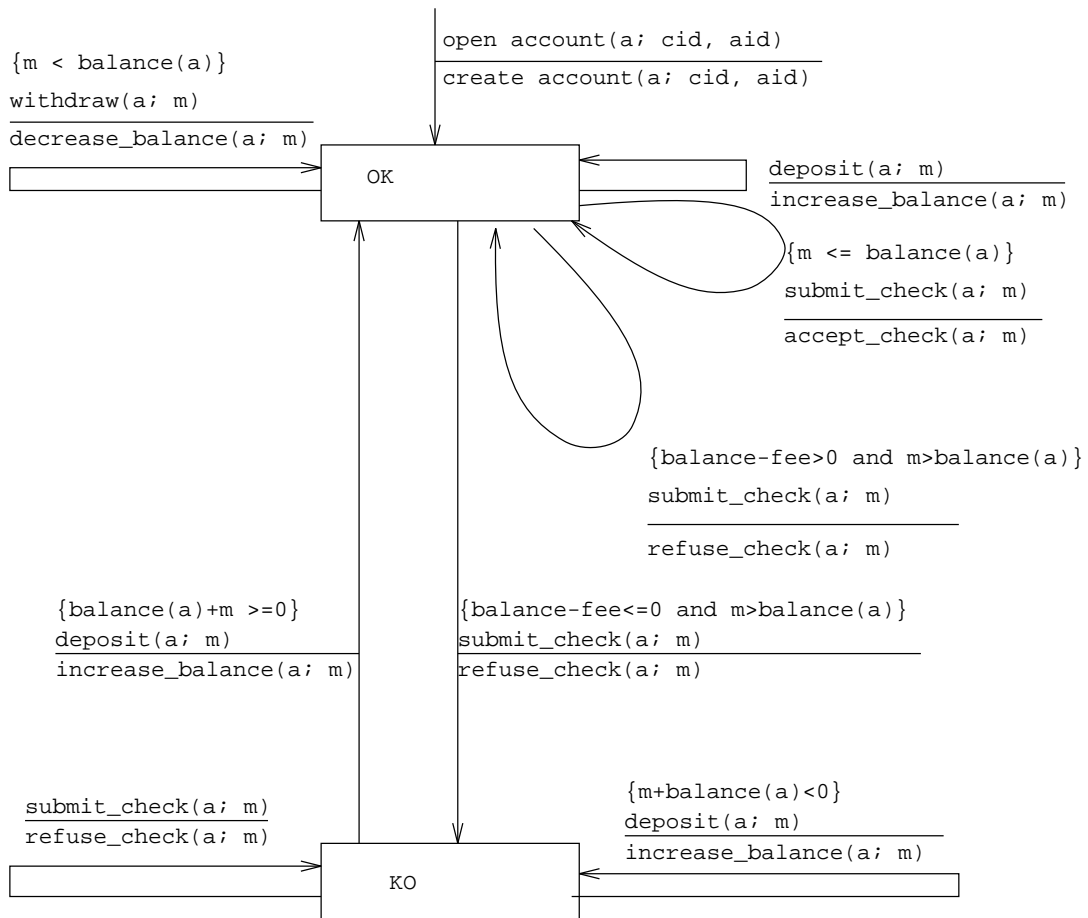 open account(a; cid, aid)
create account(a; cid, aid)
{m < balance(a)}
withdraw(a; m)
decrease_balance(a; m)
OK
deposit(a; m)
increase_balance(a; m)
{m <= balance(a)}
submit_check(a; m)
accept_check(a; m)
{balance-fee>0 and m>balance(a)}
submit_check(a; m)
refuse_check(a; m)
{balance(a)+m >=0}
deposit(a; m)
increase_balance(a; m)
{balance-fee<=0 and m>balance(a)}
submit_check(a; m)
refuse_check(a; m)
submit_check(a; m)
refuse_check(a; m)
{m+balance(a)<0}
deposit(a; m)
increase_balance(a; m)
KO